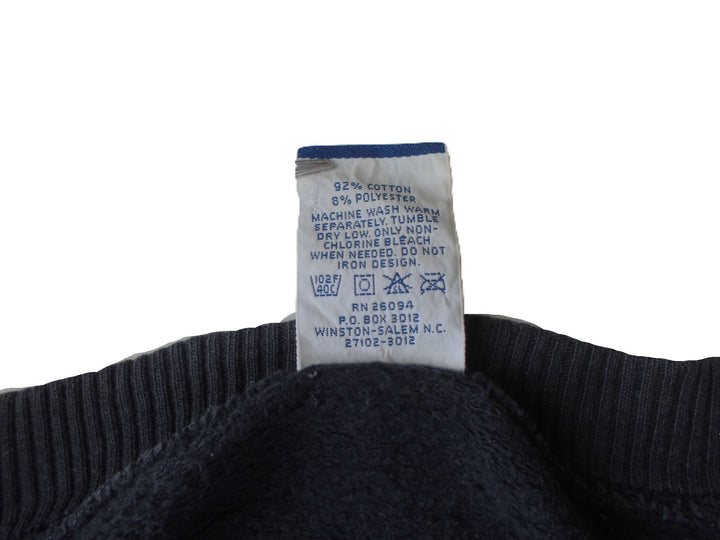 92% COTTON
8% POLYESTER
MACHINE WASH WARM
SEPARATELY. TUMBLE
DRY LOW. ONLY NON-
CHLORINE BLEACH
WHEN NEEDED. DO NOT
IRON DESIGN.
102F
40C CL
RN 26094
P.O. BOX 3012
WINSTON-SALEM N.C.
27102-3012